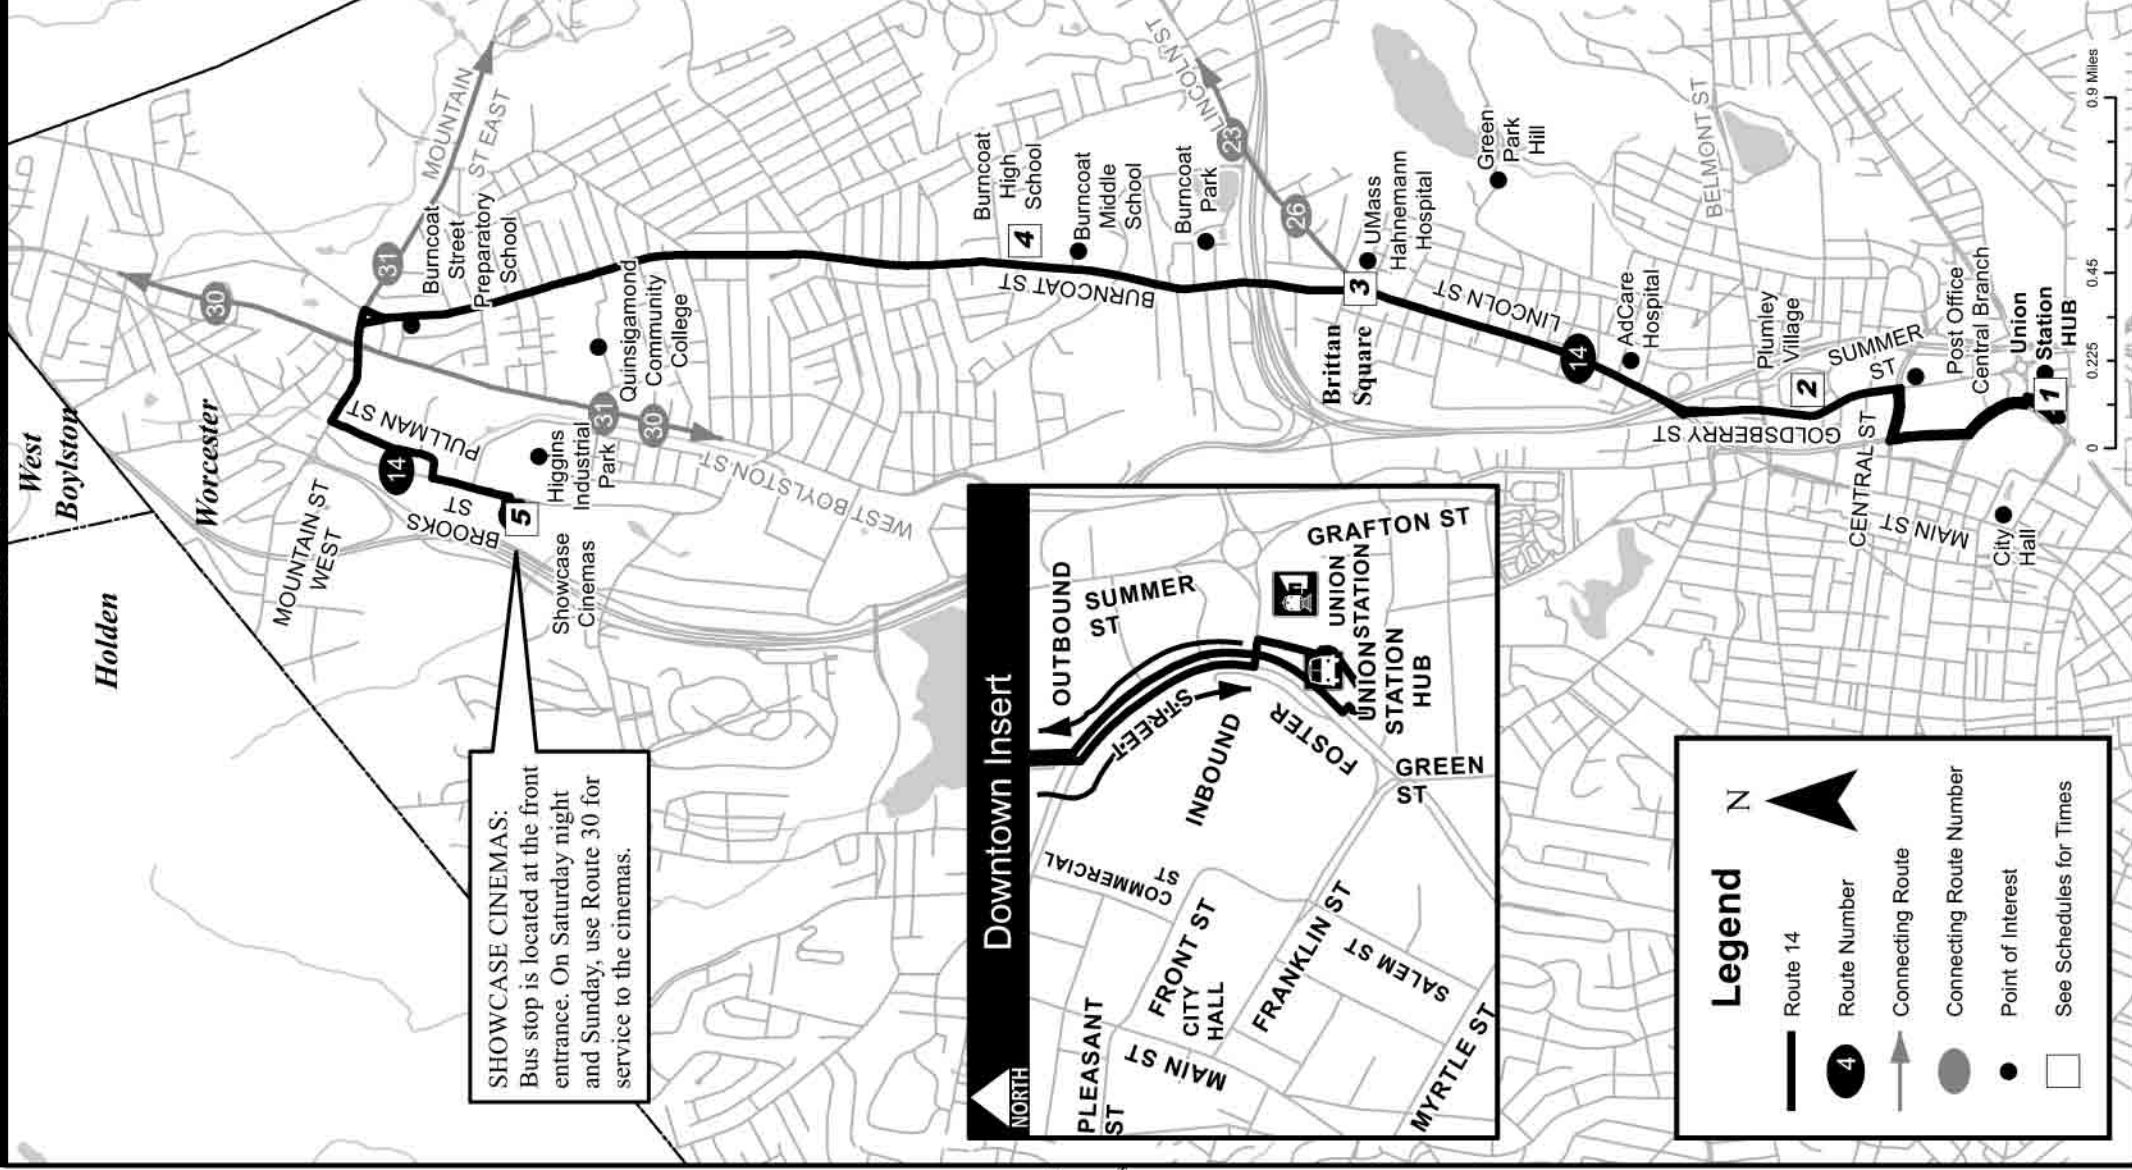 West
Boylston
Worcester
Holden
MOUNTAIN ST
WEST
BROOKS
ST
PULLMAN ST
14
5
Showcase
Cinemas
Higgins
Industrial
Park
30
31
MOUNTAIN
ST EAST
Burncoat
Street
Preparatory
School
Quinsigamond
Community
College
31
30
WEST BOYLSTON ST
SHOWCASE CINEMAS:
Bus stop is located at the front
entrance. On Saturday night
and Sunday, use Route 30 for
service to the cinemas.
Burncoat
High
School
4
Burncoat
Middle
School
BURNCOAT ST
Burncoat
Park
LINCOLN ST
23
26
3
Brittan
Square
UMass
Hahnemann
Hospital
LINCOLN ST
Green
Park
Hill
14
AdCare
Hospital
BELMONT ST
Plumley
Village
2
GOLDSBERRY ST
SUMMER
ST
CENTRAL ST
Post Office
Central Branch
MAIN ST
City
Hall
Union
Station
HUB
1
0
0.225
0.45
0.9 Miles
Downtown Insert
NORTH
OUTBOUND
SUMMER
ST
GRAFTON ST
UNION
STATION
UNION
STATION
HUB
STREET
FOSTER
INBOUND
GREEN
ST
COMMERCIAL
ST
FRONT ST
CITY
HALL
FRANKLIN ST
SALEM ST
PLEASANT
ST
MAIN ST
MYRTLE ST
Legend
N
Route 14
4
Route Number
Connecting Route
Connecting Route Number
Point of Interest
See Schedules for Times